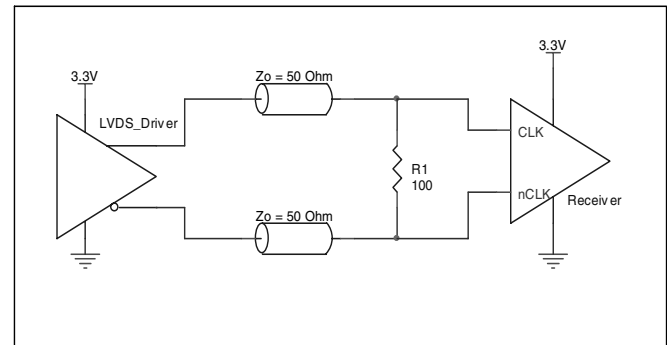 3.3V
LVDS_Driver
Zo = 50 Ohm
Zo = 50 Ohm
R1
100
3.3V
CLK
nCLK
Receiver